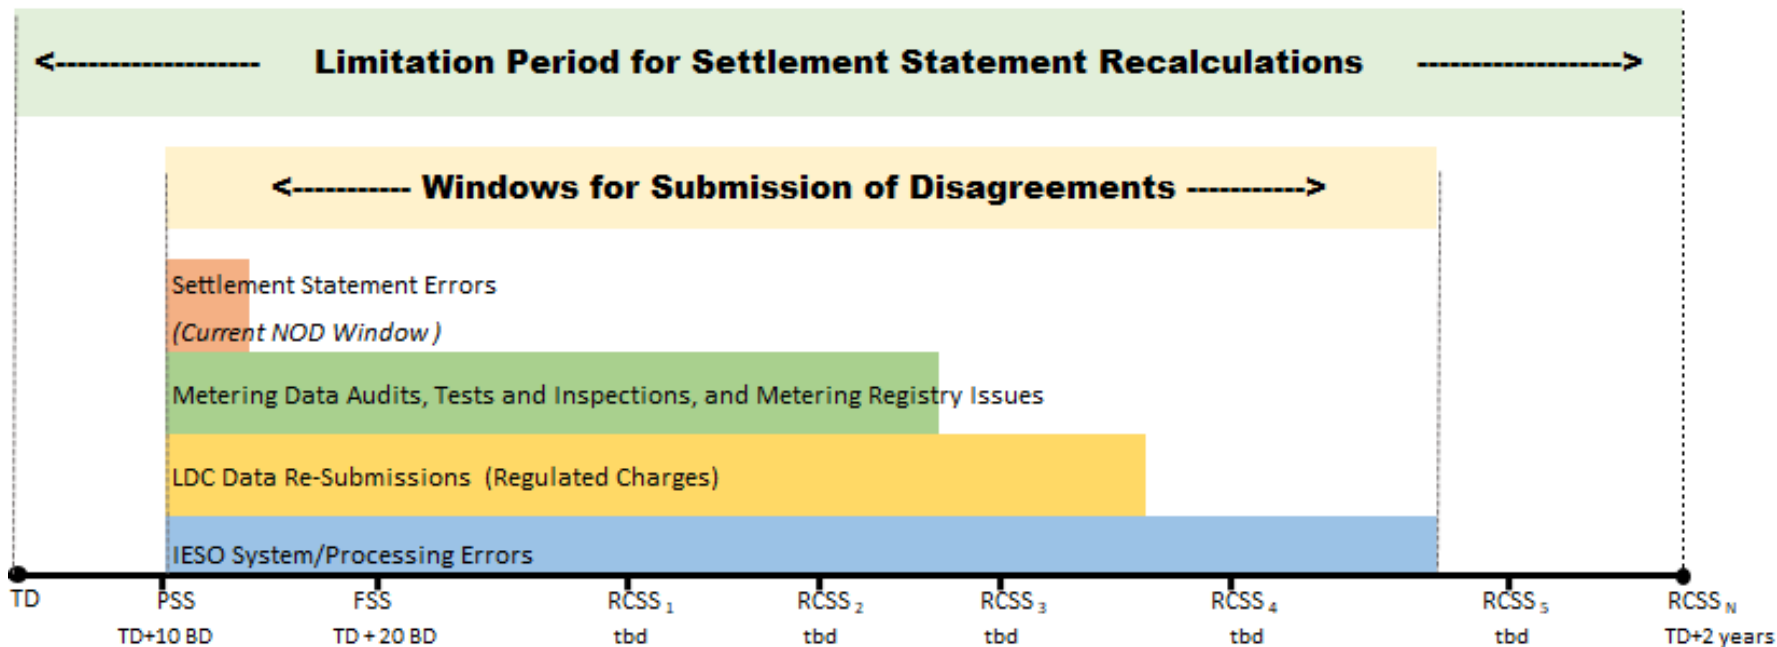 <------------------- Limitation Period for Settlement Statement Recalculations ------------------->
<----------- Windows for Submission of Disagreements ----------->
Settlement Statement Errors
(Current NOD Window)
Metering Data Audits, Tests and Inspections, and Metering Registry Issues
LDC Data Re-Submissions (Regulated Charges)
IESO System/Processing Errors
TD PSS FSS RCSS 1 RCSS 2 RCSS 3 RCSS 4 RCSS 5 RCSS N
TD+10 BD TD + 20 BD tbd tbd tbd tbd tbd TD+2 years